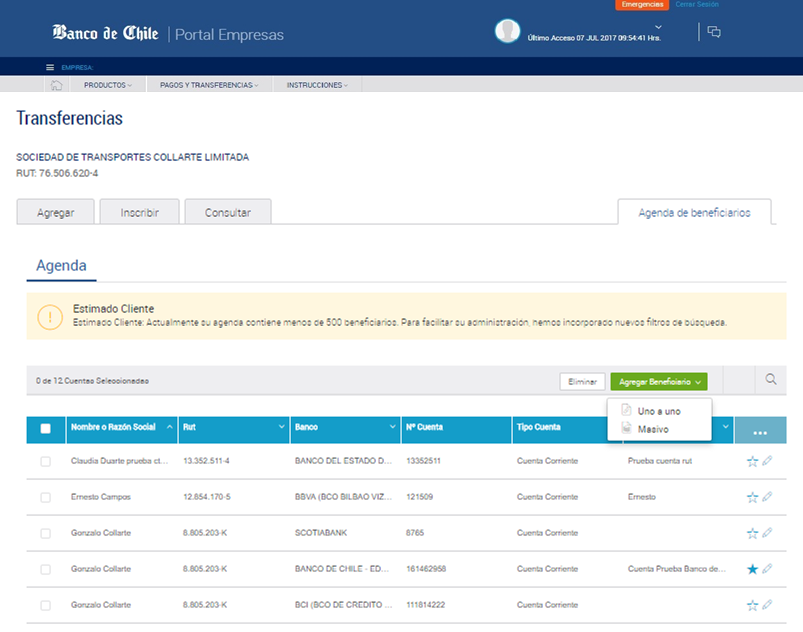 Emergencias Cerrar Sesión
Banco de Chile | Portal Empresas
Último Acceso 07 JUL 2017 09:54:41 Hrs.
EMPRESA:
PRODUCTOS PAGOS Y TRANSFERENCIAS INSTRUCCIONES
Transferencias
SOCIEDAD DE TRANSPORTES COLLARTE LIMITADA
RUT: 76.506.620-4
Agregar Inscribir Consultar Agenda de beneficiarios
Agenda
Estimado Cliente
Estimado Cliente: Actualmente su agenda contiene menos de 500 beneficiarios. Para facilitar su administración, hemos incorporado nuevos filtros de búsqueda.
0 de 12 Cuentas Seleccionadas Eliminar Agregar Beneficiario
Uno a uno
Masivo
Nombre o Razón Social Rut Banco Nº Cuenta Tipo Cuenta ...
Claudia Duarte prueba ct... 13.352.511-4 BANCO DEL ESTADO D... 13352511 Cuenta Corriente Prueba cuenta rut
Ernesto Campos 12.854.170-5 BBVA (BCO BILBAO VIZ... 121509 Cuenta Corriente Ernesto
Gonzalo Collarte 8.805.203-K SCOTIABANK 8765 Cuenta Corriente
Gonzalo Collarte 8.805.203-K BANCO DE CHILE - ED... 161462958 Cuenta Corriente Cuenta Prueba Banco de...
Gonzalo Collarte 8.805.203-K BCI (BCO DE CREDITO ... 111814222 Cuenta Corriente